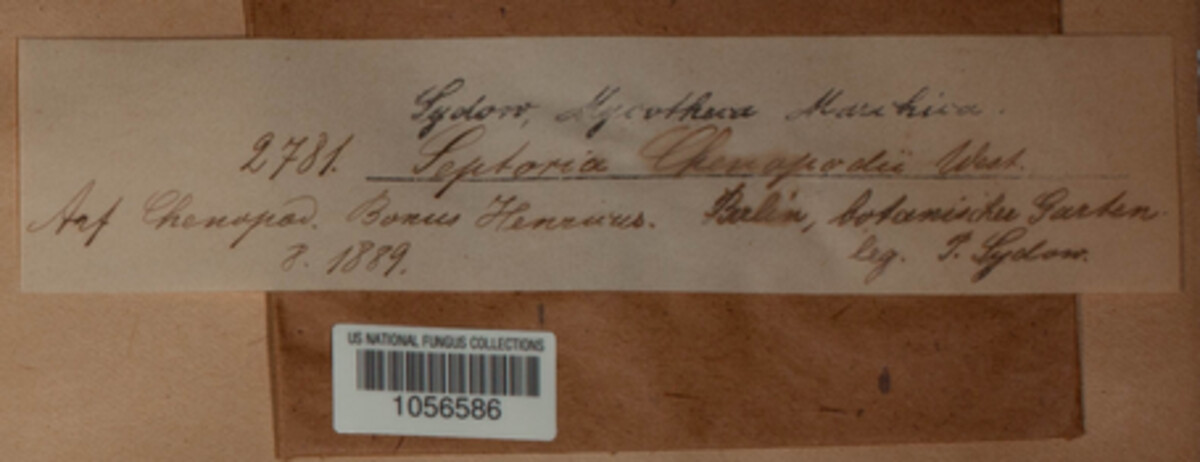 Sydow, Mycotheca Marchica.
2781. Septoria Chenopodii West.
Auf Chenopod. Bonus Henricus. Berlin, botanischer Garten.
8. 1889. leg. P. Sydow.
US NATIONAL FUNGUS COLLECTIONS
1056586